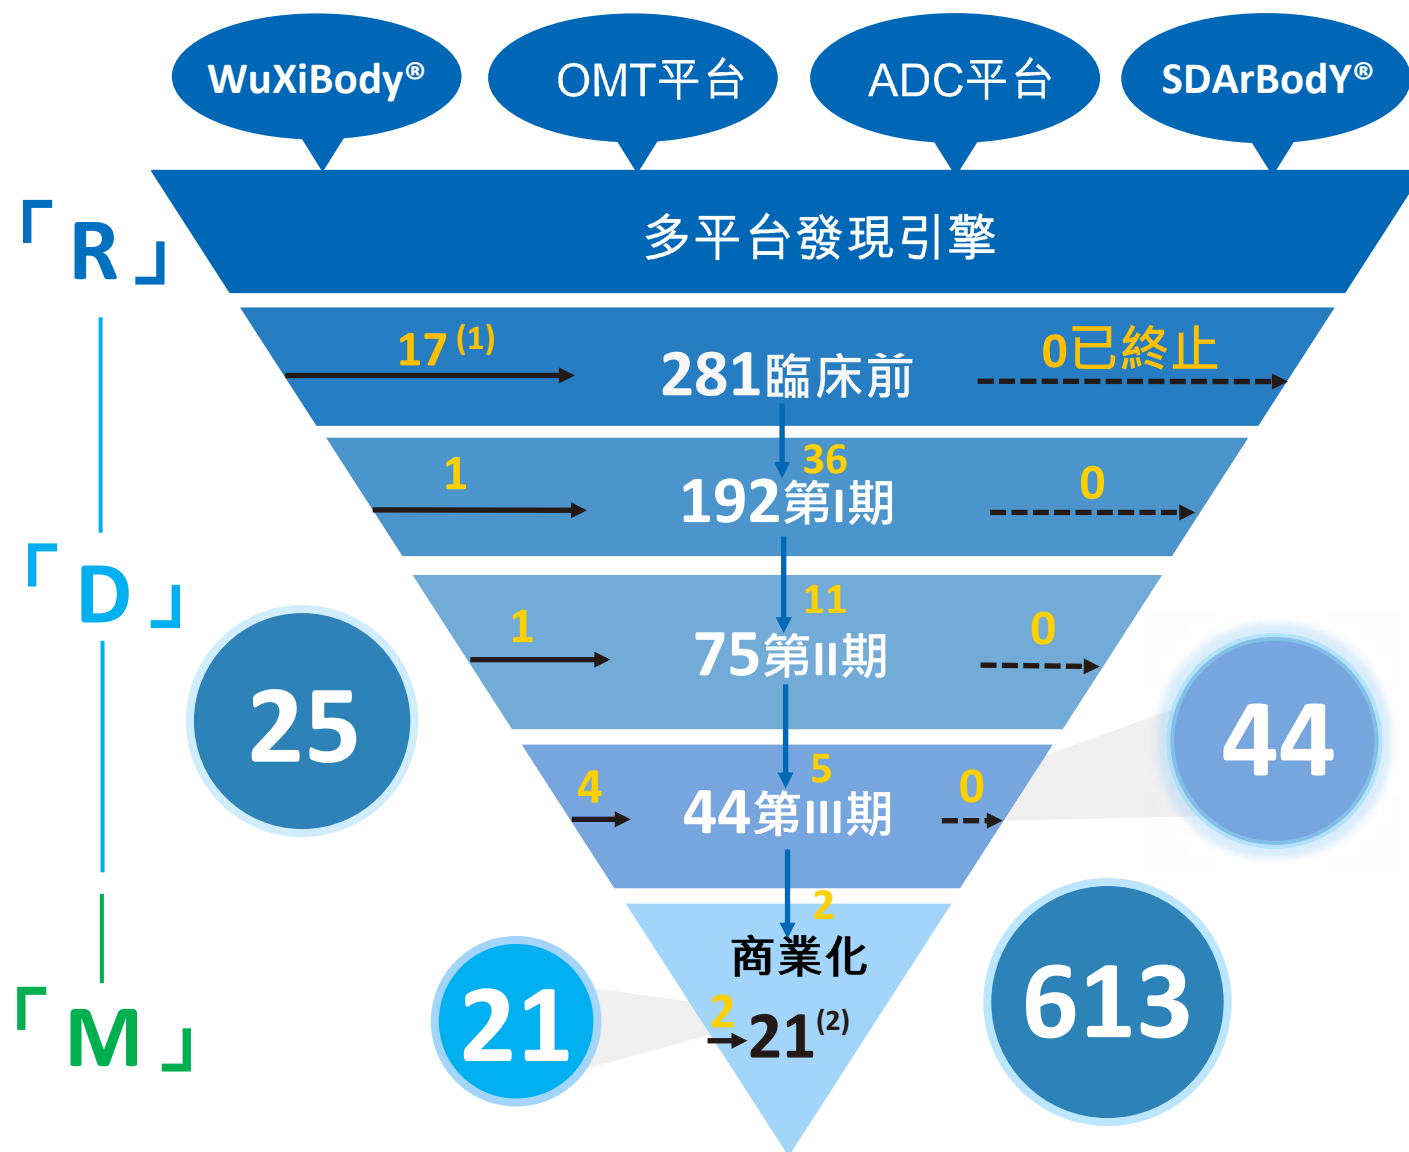 WuXiBody®
OMT平台
ADC平台
SDArBodY®
「R」
多平台發現引擎
17(1)
281臨床前
0已終止
36
1
192第I期
0
「D」
11
1
75第II期
0
25
44
5
4
44第III期
0
2
商業化
「M」
21
2
21(2)
613